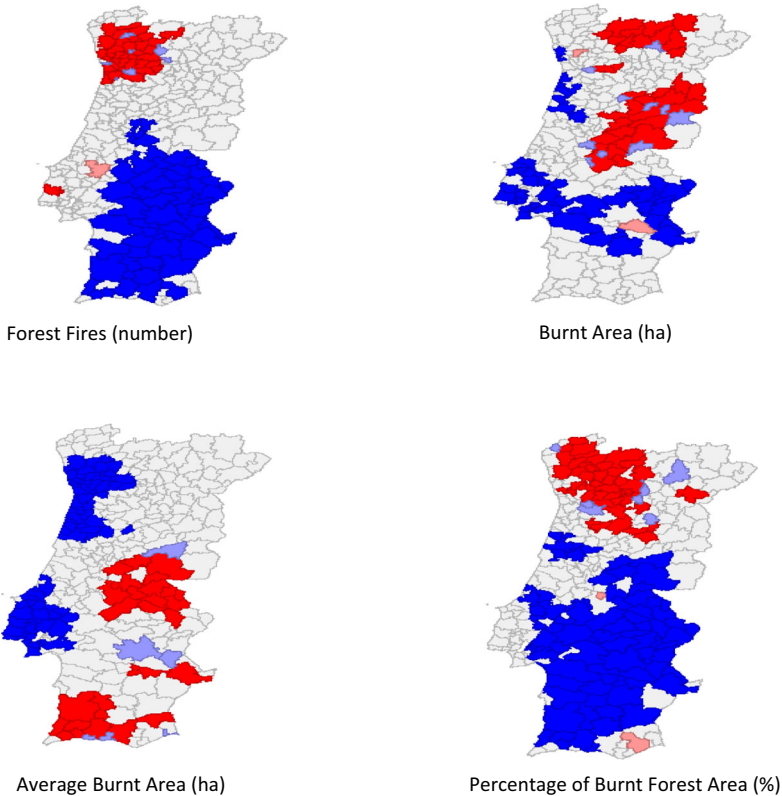 Forest Fires (number)
Burnt Area (ha)
Average Burnt Area (ha)
Percentage of Burnt Forest Area (%)